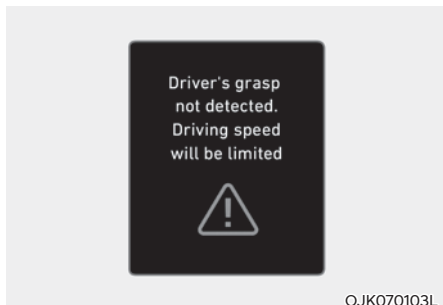 Driver's grasp
not detected.
Driving speed
will be limited
OJK070103L